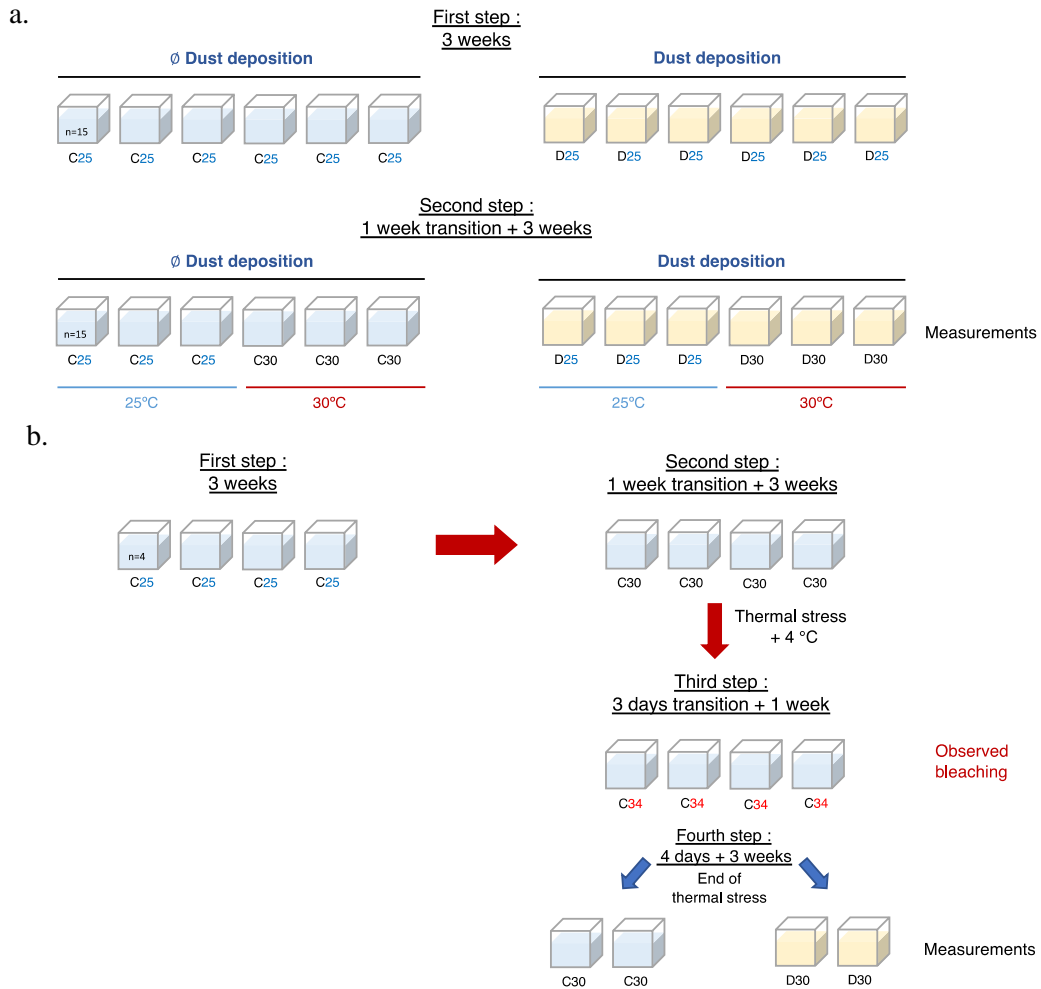 a.
First step :
3 weeks
∅ Dust deposition
Dust deposition
n=15
C25 C25 C25 C25 C25 C25
D25 D25 D25 D25 D25 D25
Second step :
1 week transition + 3 weeks
∅ Dust deposition
Dust deposition
n=15
Measurements
C25 C25 C25 C30 C30 C30
D25 D25 D25 D30 D30 D30
25ºC
30ºC
25ºC
30ºC
b.
First step :
3 weeks
n=4
C25 C25 C25 C25
Second step :
1 week transition + 3 weeks
C30 C30 C30 C30
Thermal stress
+ 4 °C
Third step :
3 days transition + 1 week
Observed
bleaching
C34 C34 C34 C34
Fourth step :
4 days + 3 weeks
End of
thermal stress
Measurements
C30 C30
D30 D30